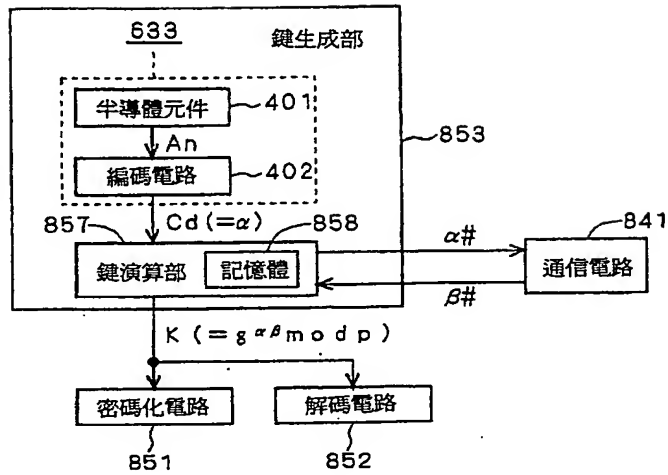 633
鍵生成部
半導體元件
401
An
853
編碼電路
402
857
Cd(=α)
858
841
鍵演算部
記憶體
α#
β#
通信電路
K(=g^αβ mod p)
密碼化電路
解碼電路
851
852